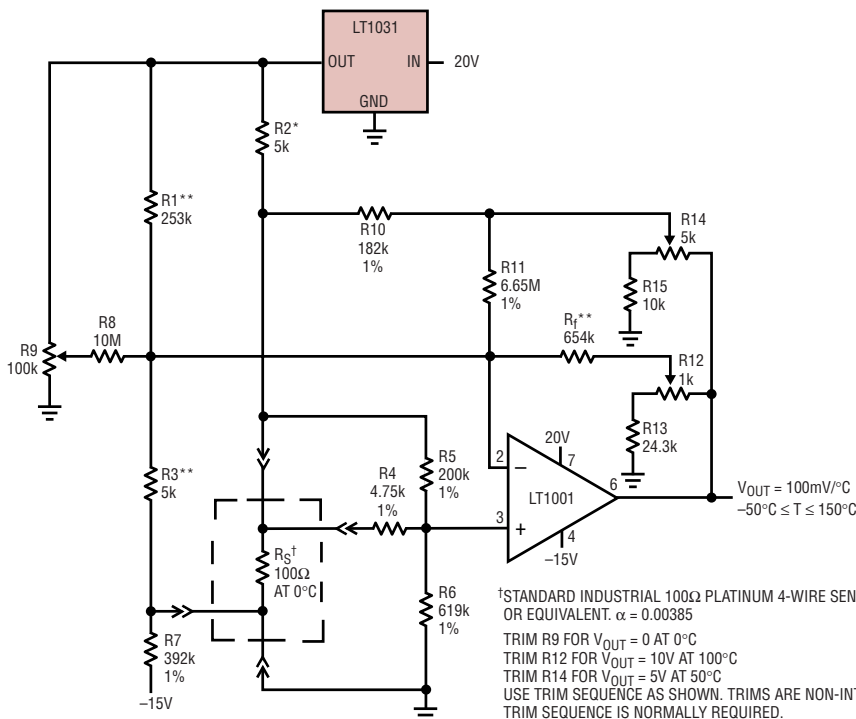 LT1031
OUT
IN
20V
GND
R2*
5k
R1**
253k
R10
182k
1%
R14
5k
R11
6.65M
1%
R15
10k
R8
10M
Rf**
654k
R9
100k
R12
1k
R13
24.3k
R5
200k
1%
R3**
5k
R4
4.75k
1%
20V
2
7
−
LT1001
6
3
+
4
–15V
VOUT = 100mV/°C
–50°C ≤ T ≤ 150°C
RS†
100Ω
AT 0°C
R6
619k
1%
R7
392k
1%
–15V
†STANDARD INDUSTRIAL 100Ω PLATINUM 4-WIRE SEN
OR EQUIVALENT. α = 0.00385
TRIM R9 FOR VOUT = 0 AT 0°C
TRIM R12 FOR VOUT = 10V AT 100°C
TRIM R14 FOR VOUT = 5V AT 50°C
USE TRIM SEQUENCE AS SHOWN. TRIMS ARE NON-INT
TRIM SEQUENCE IS NORMALLY REQUIRED.